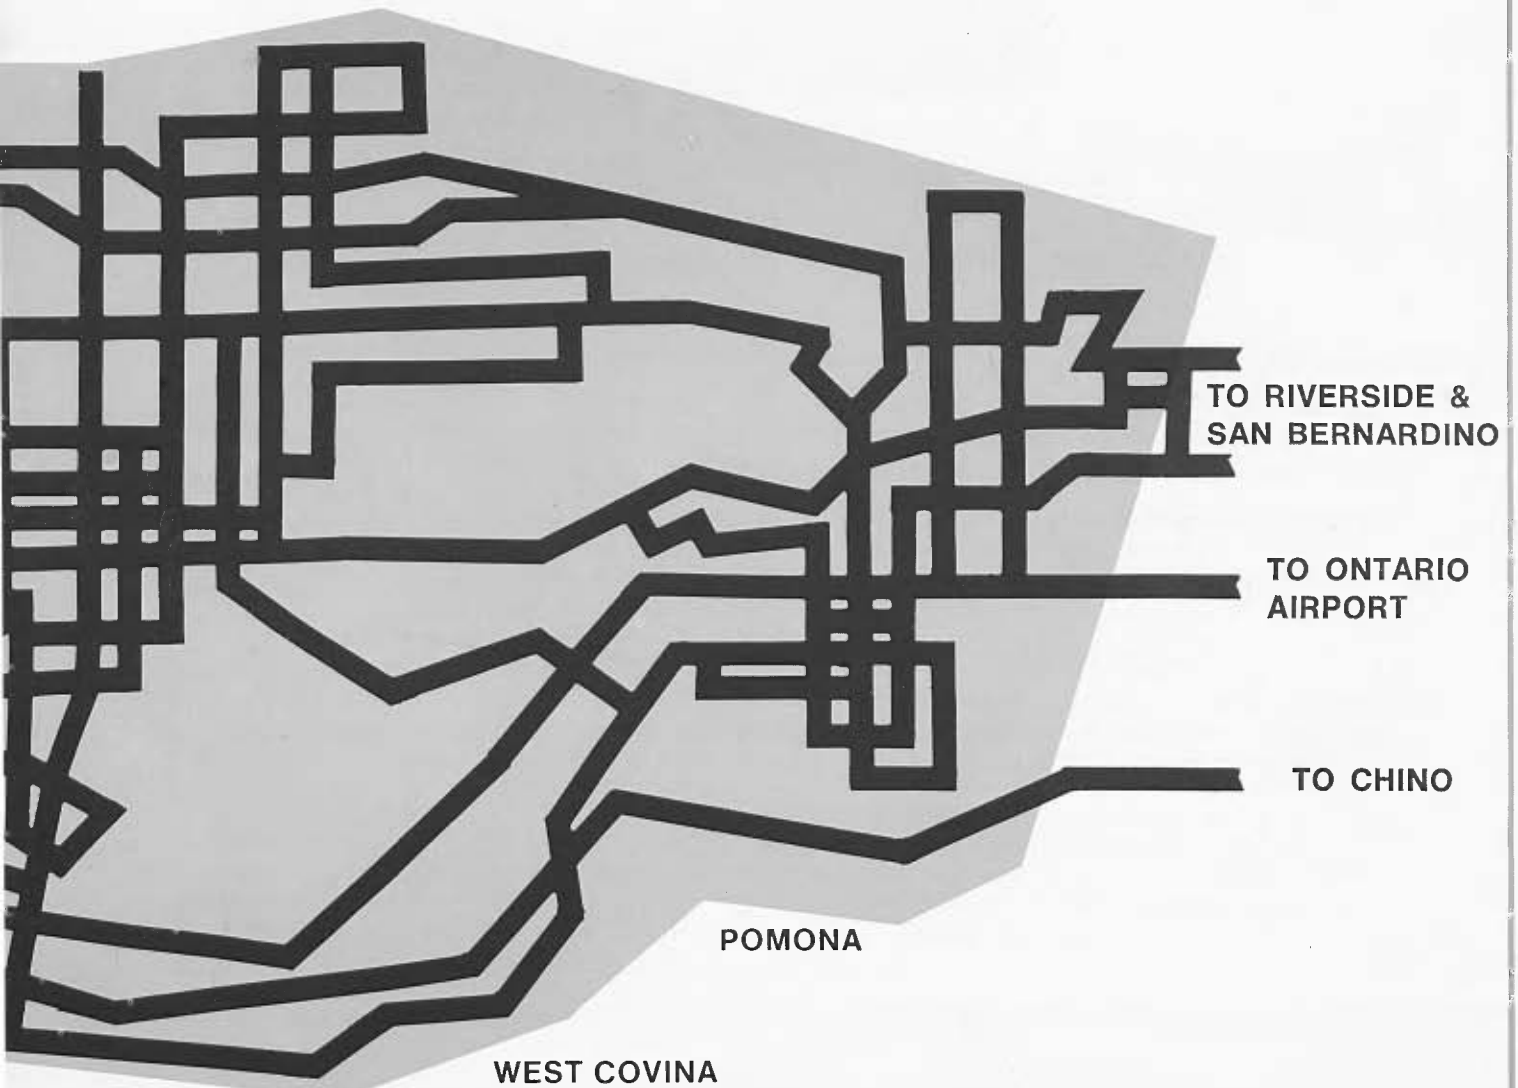 TO RIVERSIDE &
SAN BERNARDINO
TO ONTARIO
AIRPORT
TO CHINO
POMONA
WEST COVINA